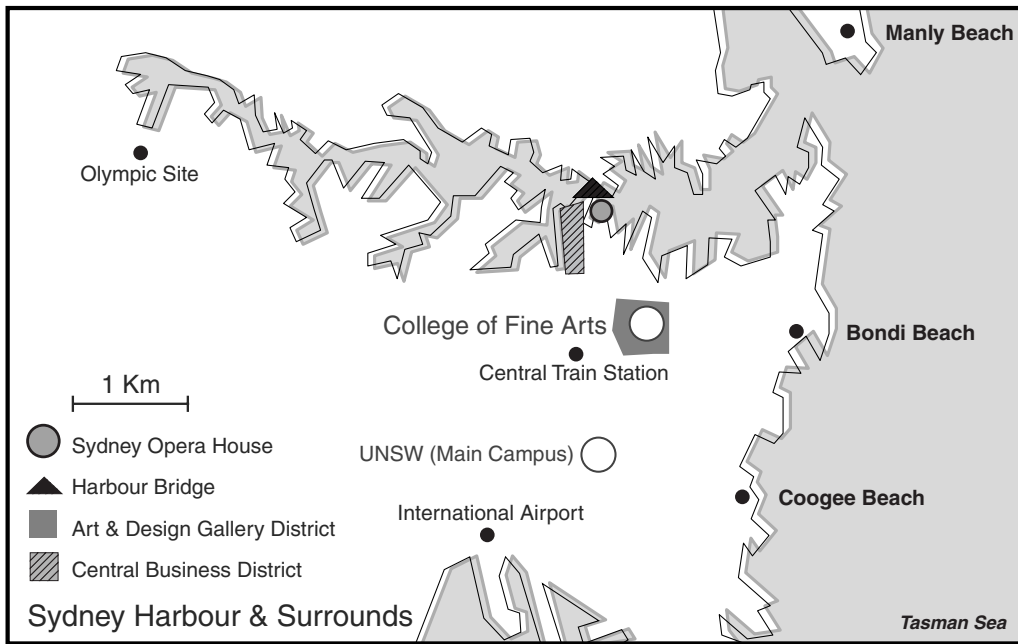 Manly Beach
Olympic Site
College of Fine Arts
Bondi Beach
Central Train Station
1 Km
Sydney Opera House
UNSW (Main Campus)
Harbour Bridge
Coogee Beach
International Airport
Art & Design Gallery District
Central Business District
Sydney Harbour & Surrounds
Tasman Sea